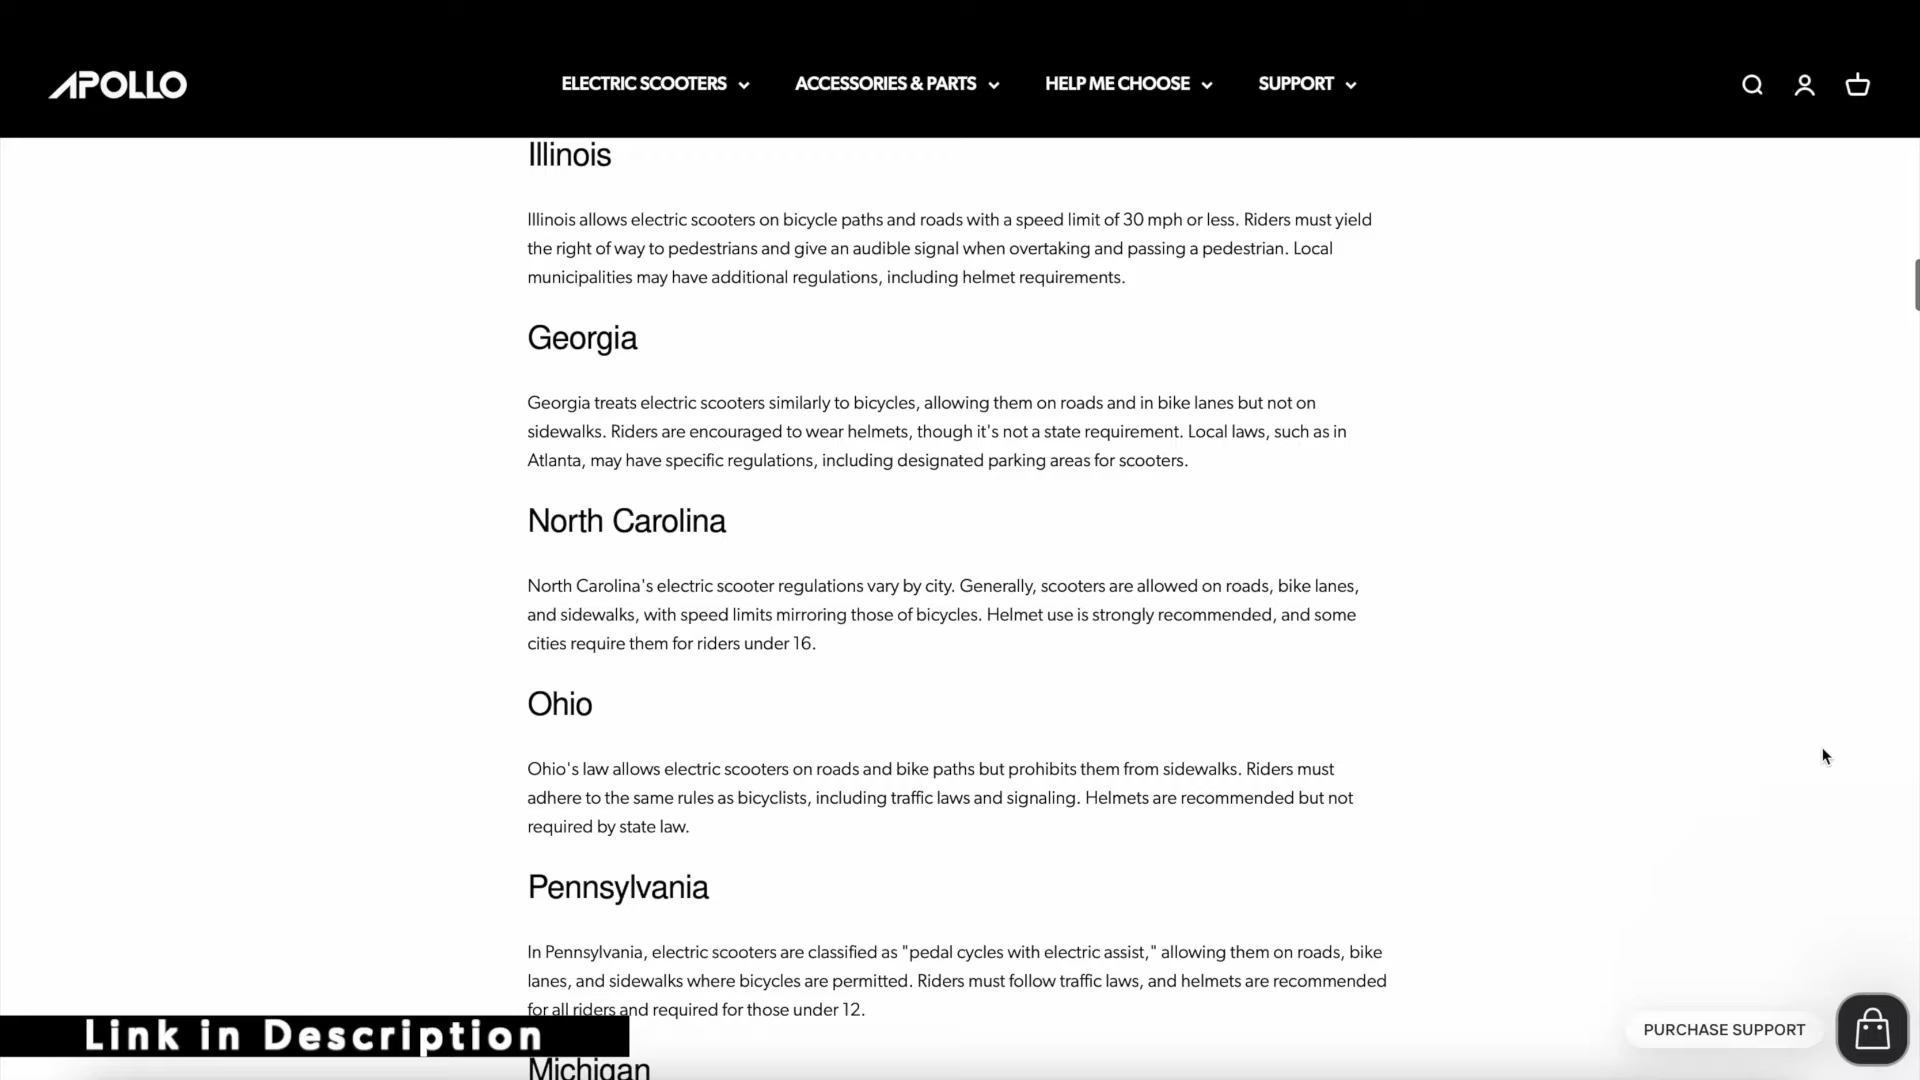 APOLLO
ELECTRIC SCOOTERS
ACCESSORIES & PARTS
HELP ME CHOOSE
SUPPORT
Illinois
Illinois allows electric scooters on bicycle paths and roads with a speed limit of 30 mph or less. Riders must yield
the right of way to pedestrians and give an audible signal when overtaking and passing a pedestrian. Local
municipalities may have additional regulations, including helmet requirements.
Georgia
Georgia treats electric scooters similarly to bicycles, allowing them on roads and in bike lanes but not on
sidewalks. Riders are encouraged to wear helmets, though it's not a state requirement. Local laws, such as in
Atlanta, may have specific regulations, including designated parking areas for scooters.
North Carolina
North Carolina's electric scooter regulations vary by city. Generally, scooters are allowed on roads, bike lanes,
and sidewalks, with speed limits mirroring those of bicycles. Helmet use is strongly recommended, and some
cities require them for riders under 16.
Ohio
Ohio's law allows electric scooters on roads and bike paths but prohibits them from sidewalks. Riders must
adhere to the same rules as bicyclists, including traffic laws and signaling. Helmets are recommended but not
required by state law.
Pennsylvania
In Pennsylvania, electric scooters are classified as "pedal cycles with electric assist," allowing them on roads, bike
lanes, and sidewalks where bicycles are permitted. Riders must follow traffic laws, and helmets are recommended
for all riders and required for those under 12.
Link in Description
PURCHASE SUPPORT
Michigan